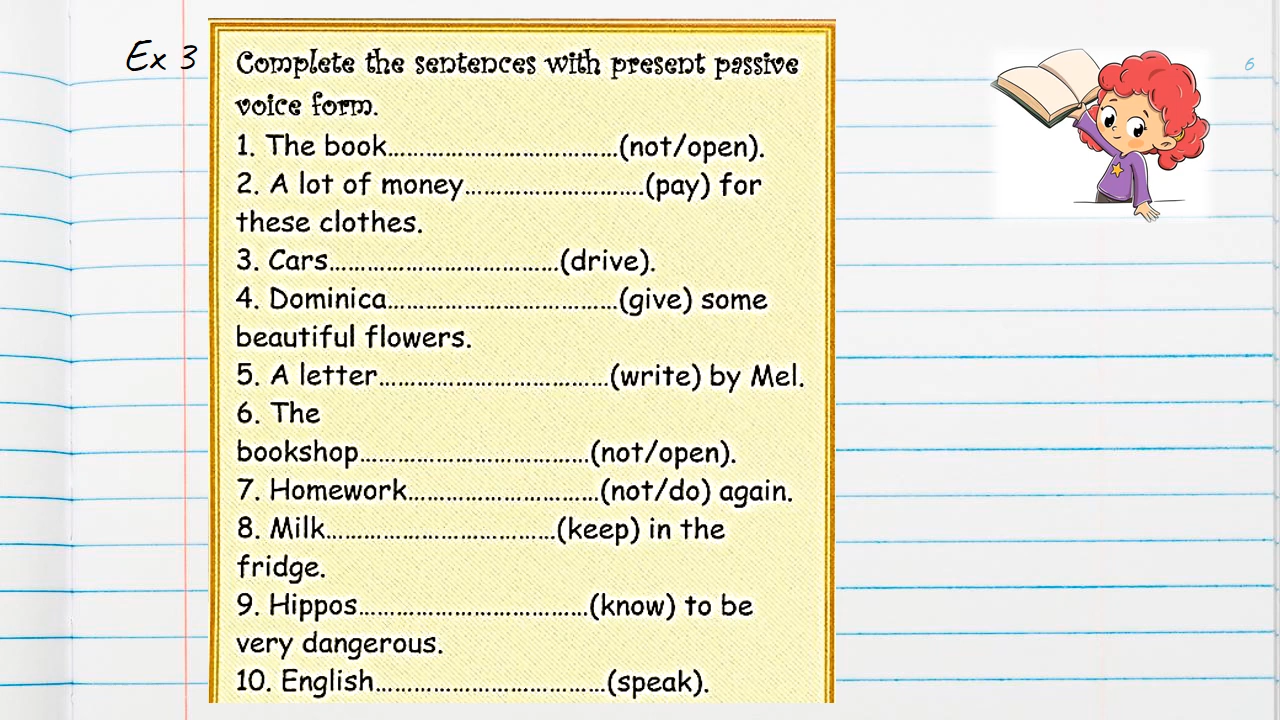 Ex 3
6
Complete the sentences with present passive
voice form.
1. The book……………………………(not/open).
2. A lot of money…………………….(pay) for
these clothes.
3. Cars……………………………(drive).
4. Dominica……………………………(give) some
beautiful flowers.
5. A letter……………………………(write) by Mel.
6. The
bookshop……………………………(not/open).
7. Homework………………………(not/do) again.
8. Milk……………………………(keep) in the
fridge.
9. Hippos……………………………(know) to be
very dangerous.
10. English……………………………(speak).